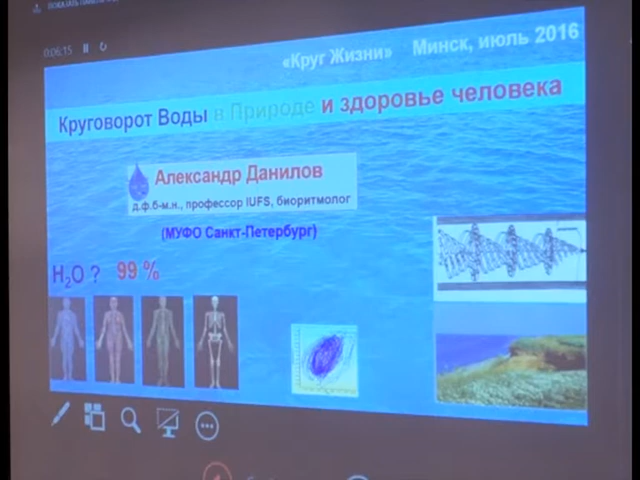 0:06:15
«Круг Жизни» Минск, июль 2016
Круговорот Воды в Природе и здоровье человека
Александр Данилов
д.ф.б-м.н., профессор IUFS, биоритмолог
(МУФО Санкт-Петербург)
H₂O ? 99 %